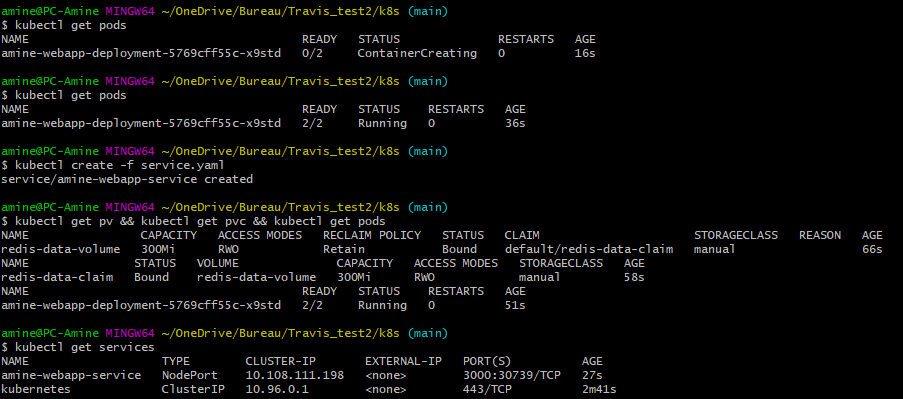 amine@PC-Amine MINGW64 ~/OneDrive/Bureau/Travis_test2/k8s (main)
$ kubectl get pods
NAME READY STATUS RESTARTS AGE
amine-webapp-deployment-5769cff55c-x9std 0/2 ContainerCreating 0 16s
amine@PC-Amine MINGW64 ~/OneDrive/Bureau/Travis_test2/k8s (main)
$ kubectl get pods
NAME READY STATUS RESTARTS AGE
amine-webapp-deployment-5769cff55c-x9std 2/2 Running 0 36s
amine@PC-Amine MINGW64 ~/OneDrive/Bureau/Travis_test2/k8s (main)
$ kubectl create -f service.yaml
service/amine-webapp-service created
amine@PC-Amine MINGW64 ~/OneDrive/Bureau/Travis_test2/k8s (main)
$ kubectl get pv && kubectl get pvc && kubectl get pods
NAME CAPACITY ACCESS MODES RECLAIM POLICY STATUS CLAIM STORAGECLASS REASON AGE
redis-data-volume 300Mi RWO Retain Bound default/redis-data-claim manual 66s
NAME STATUS VOLUME CAPACITY ACCESS MODES STORAGECLASS AGE
redis-data-claim Bound redis-data-volume 300Mi RWO manual 58s
NAME READY STATUS RESTARTS AGE
amine-webapp-deployment-5769cff55c-x9std 2/2 Running 0 51s
amine@PC-Amine MINGW64 ~/OneDrive/Bureau/Travis_test2/k8s (main)
$ kubectl get services
NAME TYPE CLUSTER-IP EXTERNAL-IP PORT(S) AGE
amine-webapp-service NodePort 10.108.111.198 <none> 3000:30739/TCP 27s
kubernetes ClusterIP 10.96.0.1 <none> 443/TCP 2m41s